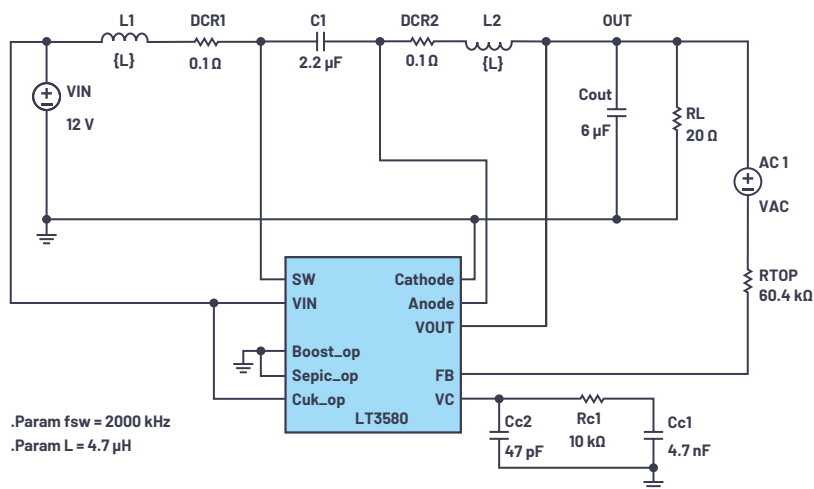 L1
DCR1
C1
DCR2
L2
OUT
{L}
0.1 Ω
2.2 µF
0.1 Ω
{L}
VIN
12 V
Cout
6 µF
RL
20 Ω
AC 1
VAC
RTOP
60.4 kΩ
SW
Cathode
VIN
Anode
VOUT
Boost_op
Sepic_op
FB
Cuk_op
VC
LT3580
Cc2
47 pF
Rc1
10 kΩ
Cc1
4.7 nF
.Param fsw = 2000 kHz
.Param L = 4.7 µH